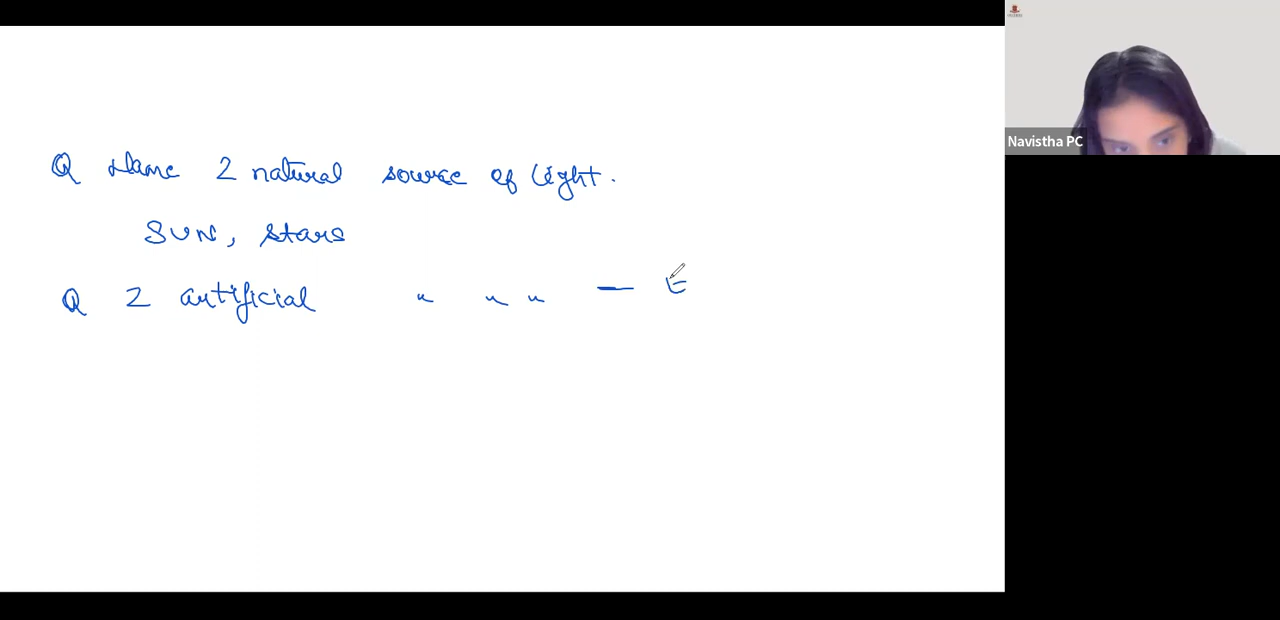 Q Name 2 natural source of light.
SUN, stars
Q 2 artificial " " " — E
Navistha PC